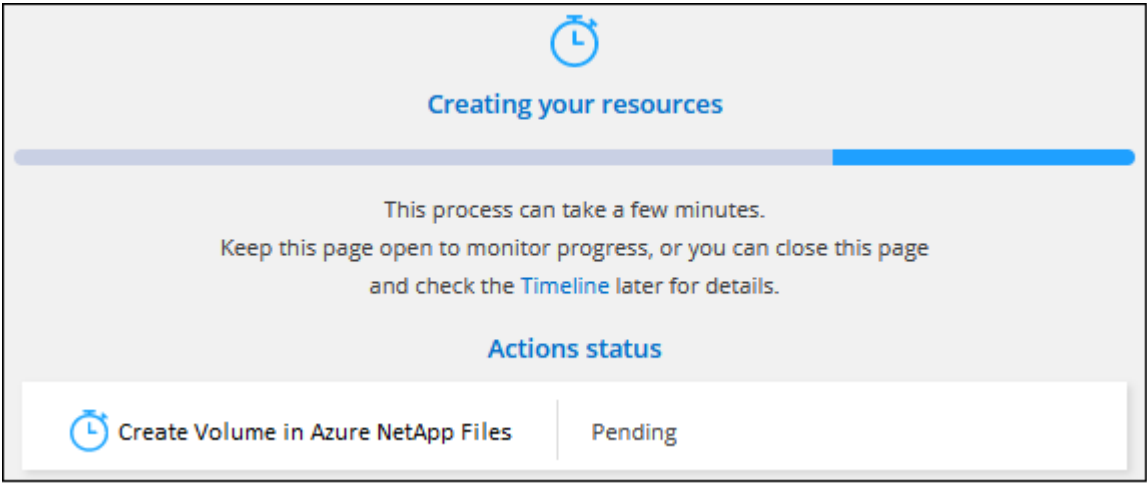 Creating your resources
This process can take a few minutes.
Keep this page open to monitor progress, or you can close this page
and check the Timeline later for details.
Actions status
Create Volume in Azure NetApp Files
Pending